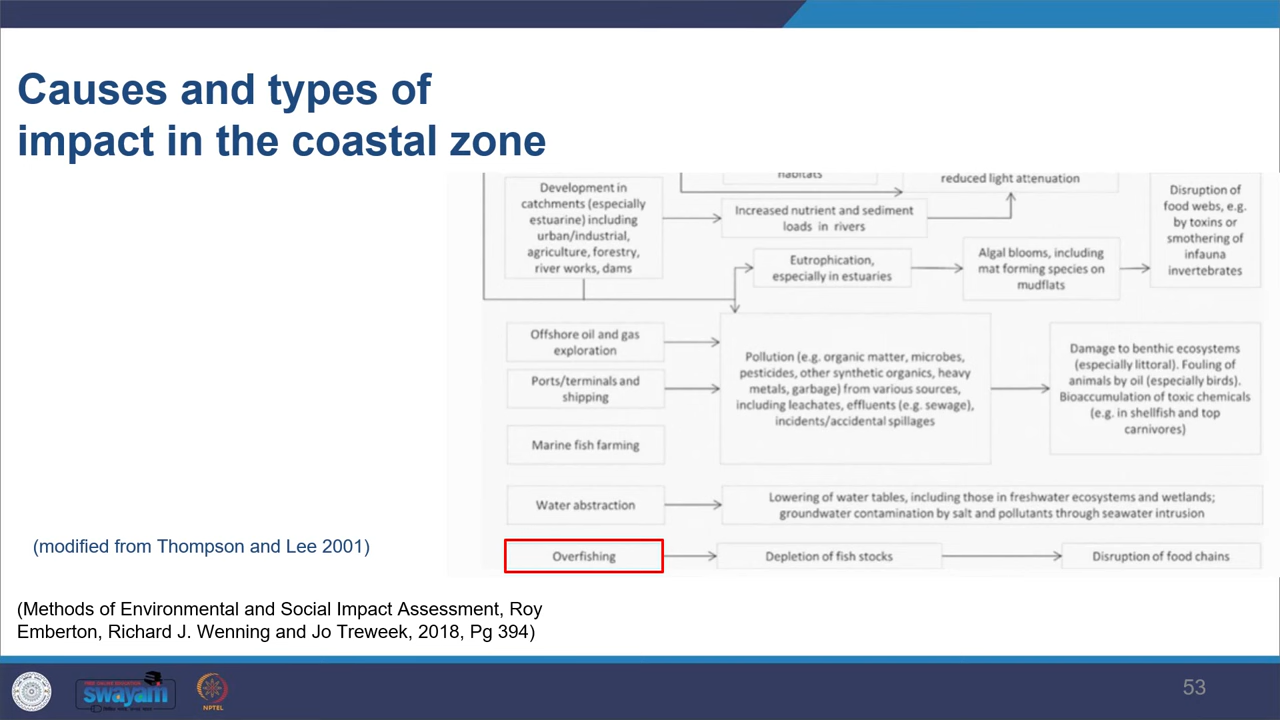 Causes and types of
impact in the coastal zone
habitats
reduced light attenuation
Development in
catchments (especially
estuarine) including
urban/industrial,
agriculture, forestry,
river works, dams
Increased nutrient and sediment
loads in rivers
Disruption of
food webs, e.g.
by toxins or
smothering of
infauna
invertebrates
Eutrophication,
especially in estuaries
Algal blooms, including
mat forming species on
mudflats
Offshore oil and gas
exploration
Ports/terminals and
shipping
Marine fish farming
Pollution (e.g. organic matter, microbes,
pesticides, other synthetic organics, heavy
metals, garbage) from various sources,
including leachates, effluents (e.g. sewage),
incidents/accidental spillages
Damage to benthic ecosystems
(especially littoral). Fouling of
animals by oil (especially birds).
Bioaccumulation of toxic chemicals
(e.g. in shellfish and top
carnivores)
Water abstraction
Lowering of water tables, including those in freshwater ecosystems and wetlands;
groundwater contamination by salt and pollutants through seawater intrusion
Overfishing
Depletion of fish stocks
Disruption of food chains
(modified from Thompson and Lee 2001)
(Methods of Environmental and Social Impact Assessment, Roy
Emberton, Richard J. Wenning and Jo Treweek, 2018, Pg 394)
swayam
NPTEL
53